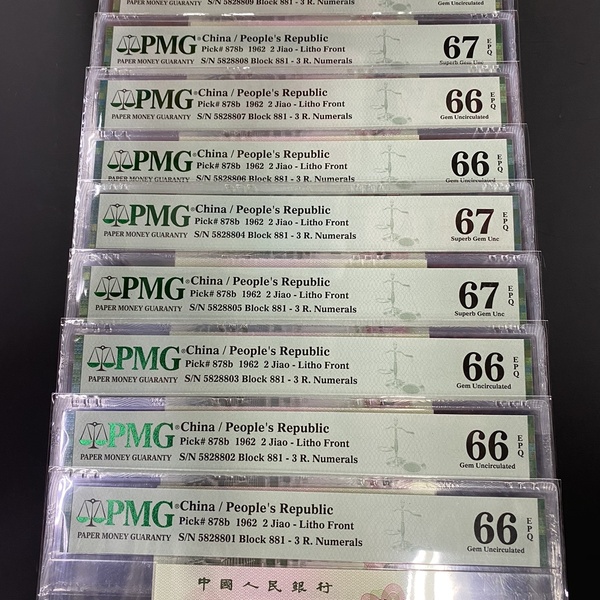 S/N 5828809 Block 881 - 3 R. Numerals
Gem Uncirculated
PMG
PAPER MONEY GUARANTY
China / People's Republic
Pick# 878b 1962 2 Jiao - Litho Front
S/N 5828808 Block 881 - 3 R. Numerals
67 EPQ
Superb Gem Unc
PMG
PAPER MONEY GUARANTY
China / People's Republic
Pick# 878b 1962 2 Jiao - Litho Front
S/N 5828807 Block 881 - 3 R. Numerals
66 EPQ
Gem Uncirculated
PMG
PAPER MONEY GUARANTY
China / People's Republic
Pick# 878b 1962 2 Jiao - Litho Front
S/N 5828806 Block 881 - 3 R. Numerals
66 EPQ
Gem Uncirculated
PMG
PAPER MONEY GUARANTY
China / People's Republic
Pick# 878b 1962 2 Jiao - Litho Front
S/N 5828804 Block 881 - 3 R. Numerals
67 EPQ
Superb Gem Unc
PMG
PAPER MONEY GUARANTY
China / People's Republic
Pick# 878b 1962 2 Jiao - Litho Front
S/N 5828805 Block 881 - 3 R. Numerals
67 EPQ
Superb Gem Unc
PMG
PAPER MONEY GUARANTY
China / People's Republic
Pick# 878b 1962 2 Jiao - Litho Front
S/N 5828803 Block 881 - 3 R. Numerals
66 EPQ
Gem Uncirculated
PMG
PAPER MONEY GUARANTY
China / People's Republic
Pick# 878b 1962 2 Jiao - Litho Front
S/N 5828802 Block 881 - 3 R. Numerals
66 EPQ
Gem Uncirculated
PMG
PAPER MONEY GUARANTY
China / People's Republic
Pick# 878b 1962 2 Jiao - Litho Front
S/N 5828801 Block 881 - 3 R. Numerals
66 EPQ
Gem Uncirculated
中國人民銀行